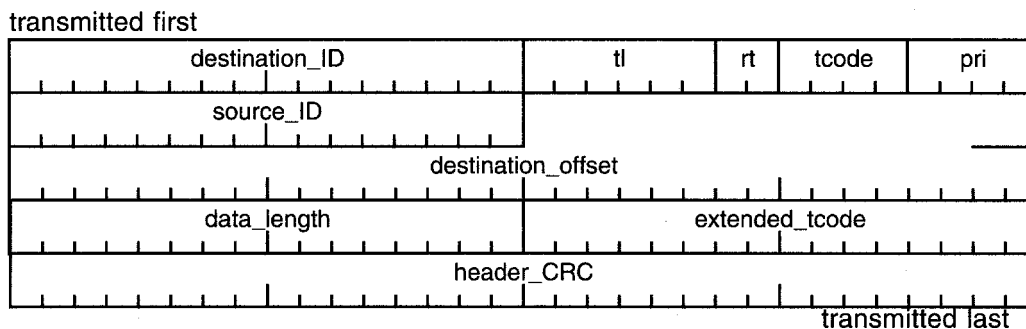 transmitted first
destination_ID tl rt tcode pri
source_ID
destination_offset
data_length extended_tcode
header_CRC
transmitted last